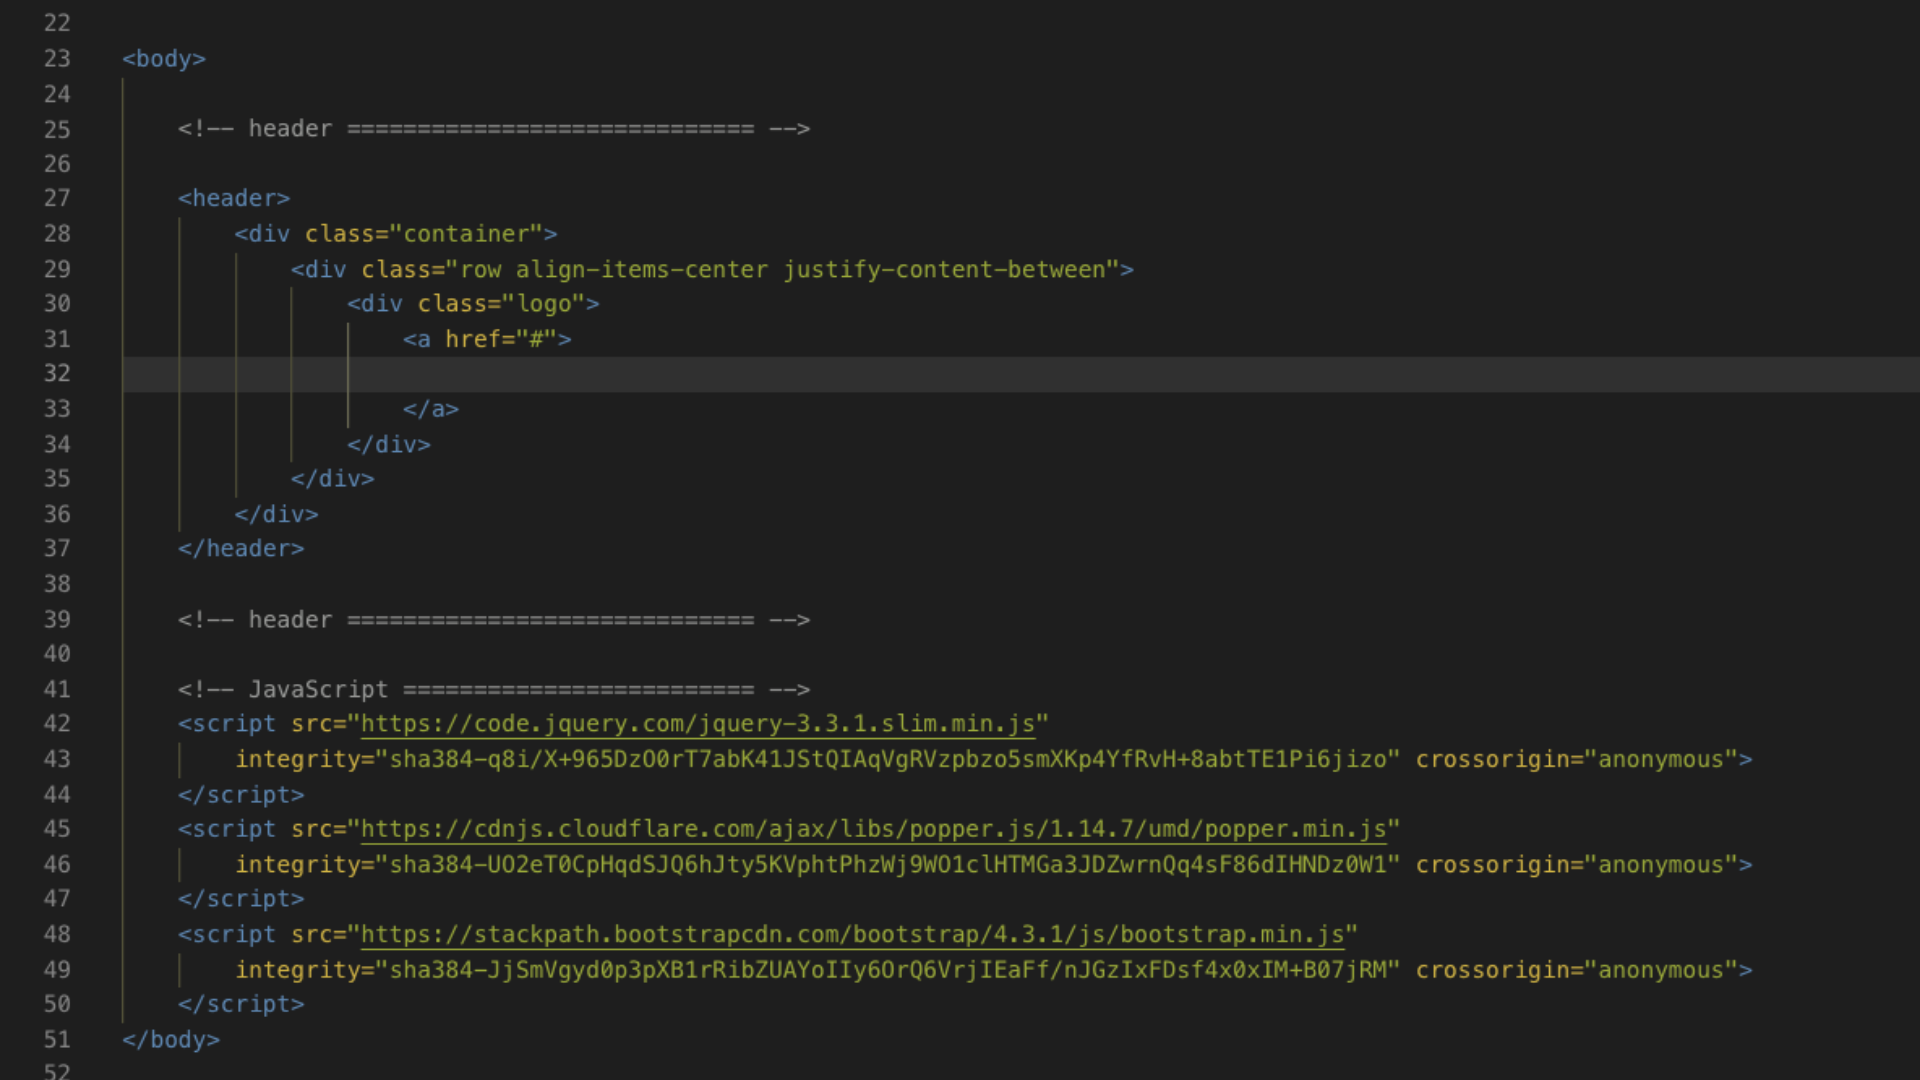 22
23 <body>
24
25 <!-- header ============================= -->
26
27 <header>
28 <div class="container">
29 <div class="row align-items-center justify-content-between">
30 <div class="logo">
31 <a href="#">
32
33 </a>
34 </div>
35 </div>
36 </div>
37 </header>
38
39 <!-- header ============================= -->
40
41 <!-- JavaScript ========================= -->
42 <script src="https://code.jquery.com/jquery-3.3.1.slim.min.js"
43 integrity="sha384-q8i/X+965DzO0rT7abK41JStQIAqVgRVzpbzo5smXKp4YfRvH+8abtTE1Pi6jizo" crossorigin="anonymous">
44 </script>
45 <script src="https://cdnjs.cloudflare.com/ajax/libs/popper.js/1.14.7/umd/popper.min.js"
46 integrity="sha384-UO2eT0CpHqdSJQ6hJty5KVphtPhzWj9WO1clHTMGa3JDZwrnQq4sF86dIHNDz0W1" crossorigin="anonymous">
47 </script>
48 <script src="https://stackpath.bootstrapcdn.com/bootstrap/4.3.1/js/bootstrap.min.js"
49 integrity="sha384-JjSmVgyd0p3pXB1rRibZUAYoIIy6OrQ6VrjIEaFf/nJGzIxFDsf4x0xIM+B07jRM" crossorigin="anonymous">
50 </script>
51 </body>
52